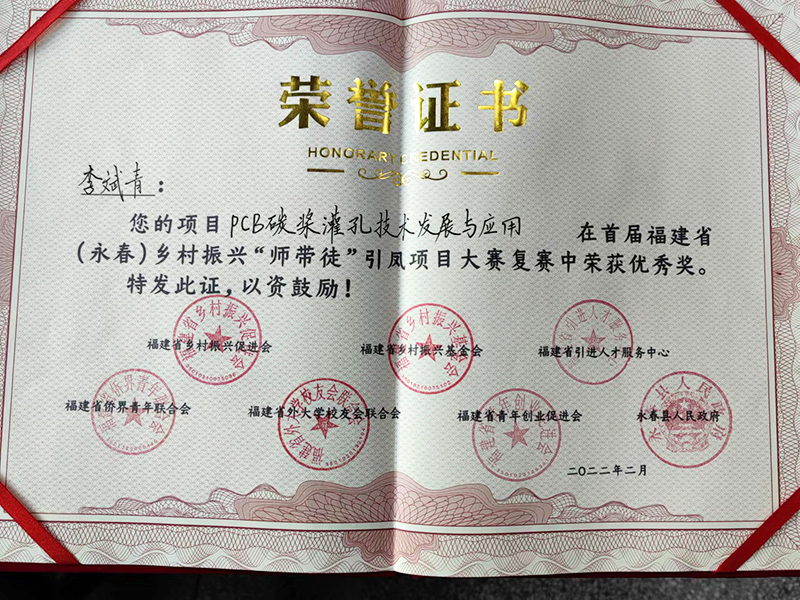 荣誉证书
HONORARY CREDENTIAL
李斌青：
您的项目PCB碳浆灌孔技术发展与应用 在首届福建省
（永春）乡村振兴“师带徒”引凤项目大赛复赛中荣获优秀奖。
特发此证，以资鼓励！
福建省乡村振兴促进会 福建省乡村振兴基金会 福建省引进人才服务中心
福建省侨界青年联合会 福建省外大学校友会联合会 福建省青年创业促进会 永春县人民政府
二〇二二年二月